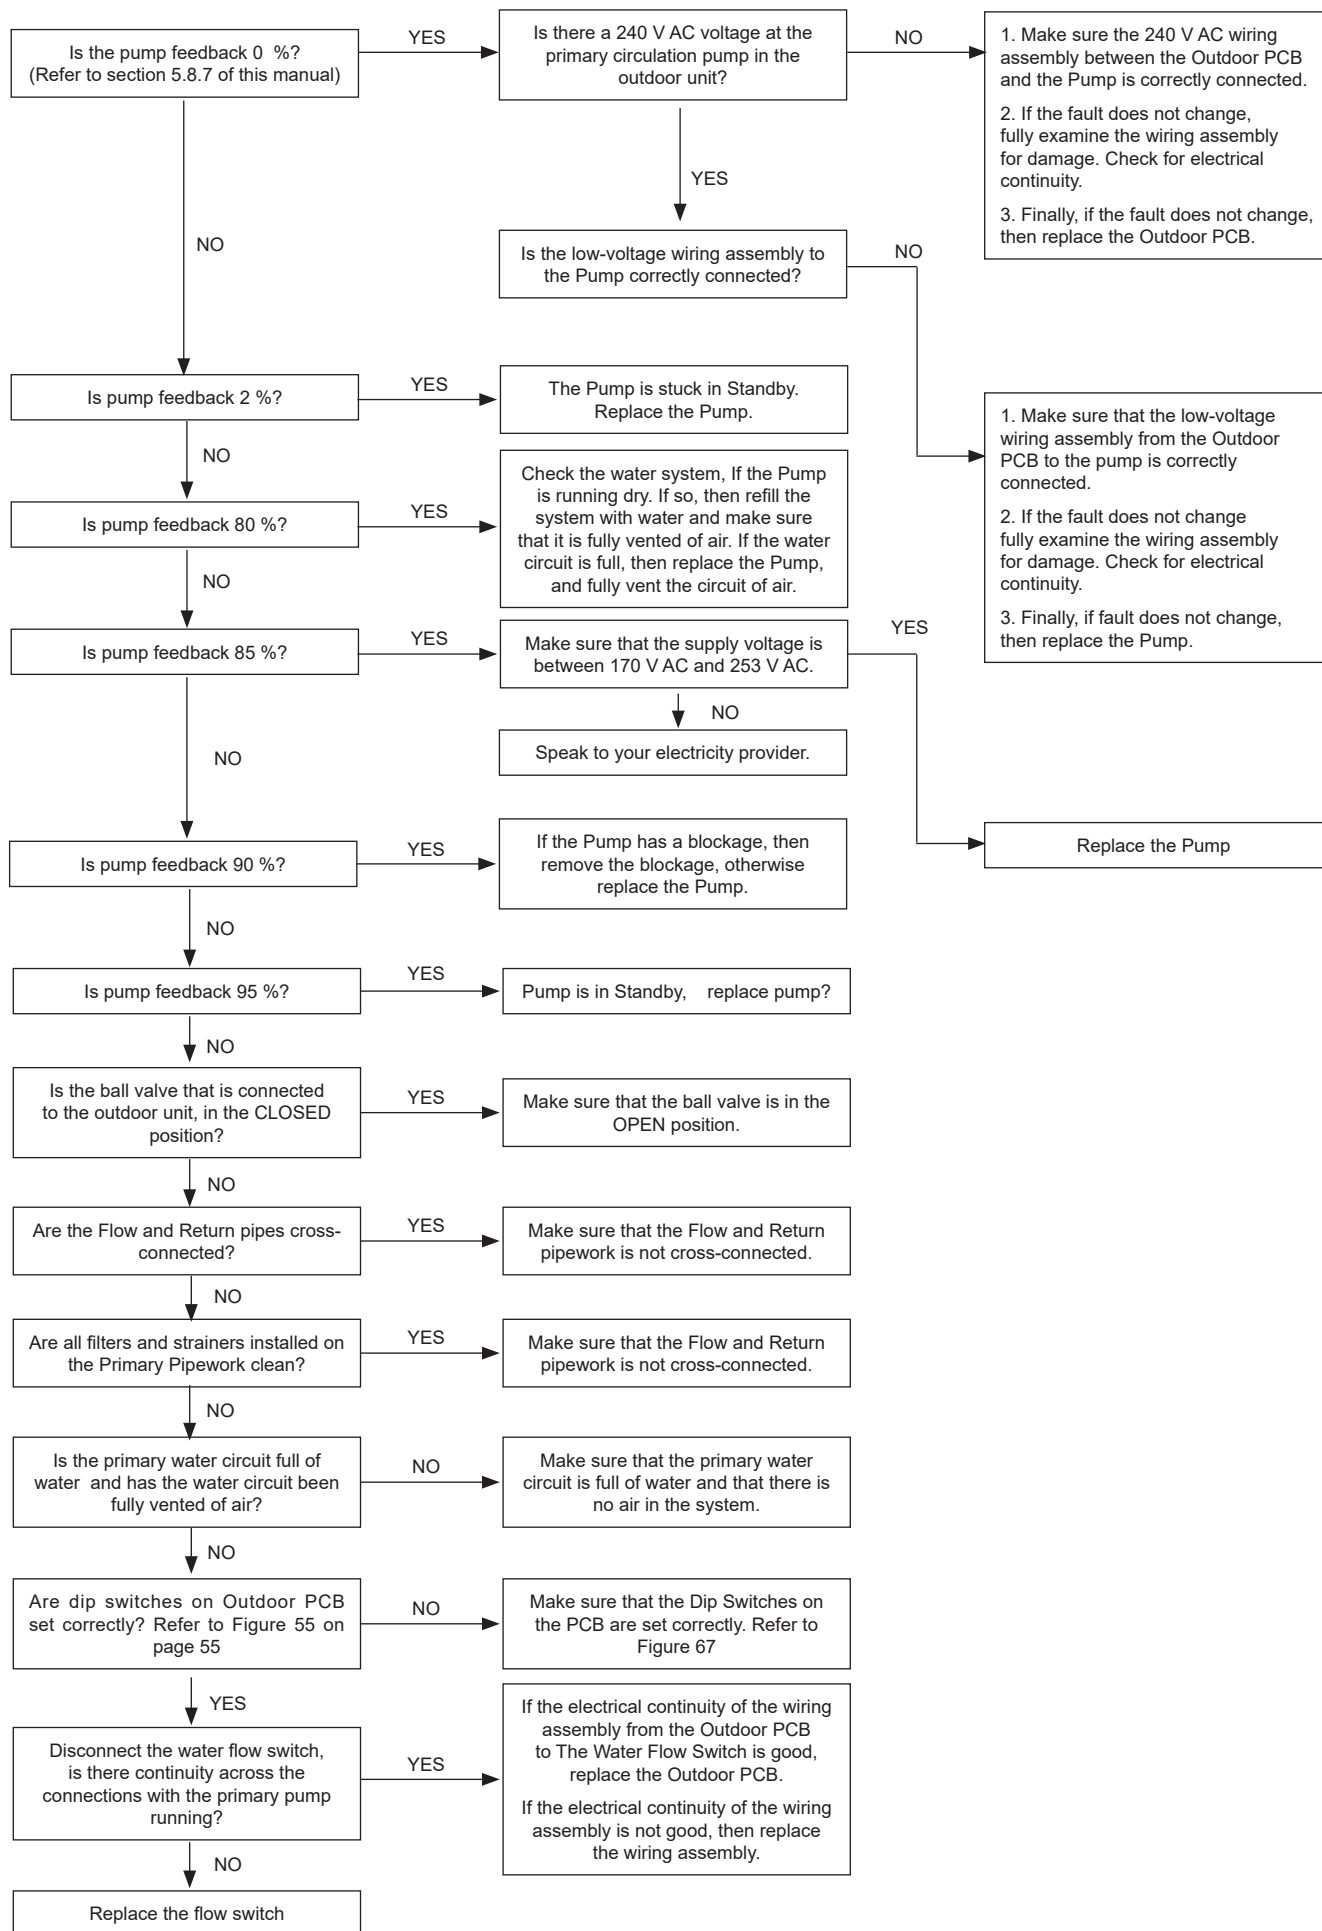 Is the pump feedback 0 %?
(Refer to section 5.8.7 of this manual)
YES
Is there a 240 V AC voltage at the
primary circulation pump in the
outdoor unit?
NO
1. Make sure the 240 V AC wiring
assembly between the Outdoor PCB
and the Pump is correctly connected.
2. If the fault does not change,
fully examine the wiring assembly
for damage. Check for electrical
continuity.
3. Finally, if the fault does not change,
then replace the Outdoor PCB.
YES
NO
Is the low-voltage wiring assembly to
the Pump correctly connected?
NO
1. Make sure that the low-voltage
wiring assembly from the Outdoor
PCB to the pump is correctly
connected.
2. If the fault does not change
fully examine the wiring assembly
for damage. Check for electrical
continuity.
3. Finally, if fault does not change,
then replace the Pump.
Is pump feedback 2 %?
YES
The Pump is stuck in Standby.
Replace the Pump.
NO
Is pump feedback 80 %?
YES
Check the water system, If the Pump
is running dry. If so, then refill the
system with water and make sure
that it is fully vented of air. If the water
circuit is full, then replace the Pump,
and fully vent the circuit of air.
NO
Is pump feedback 85 %?
YES
Make sure that the supply voltage is
between 170 V AC and 253 V AC.
YES
NO
Speak to your electricity provider.
Replace the Pump
NO
Is pump feedback 90 %?
YES
If the Pump has a blockage, then
remove the blockage, otherwise
replace the Pump.
NO
Is pump feedback 95 %?
YES
Pump is in Standby, replace pump?
NO
Is the ball valve that is connected
to the outdoor unit, in the CLOSED
position?
YES
Make sure that the ball valve is in the
OPEN position.
NO
Are the Flow and Return pipes cross-
connected?
YES
Make sure that the Flow and Return
pipework is not cross-connected.
NO
Are all filters and strainers installed on
the Primary Pipework clean?
YES
Make sure that the Flow and Return
pipework is not cross-connected.
NO
Is the primary water circuit full of
water and has the water circuit been
fully vented of air?
NO
Make sure that the primary water
circuit is full of water and that there is
no air in the system.
NO
Are dip switches on Outdoor PCB
set correctly? Refer to Figure 55 on
page 55
NO
Make sure that the Dip Switches on
the PCB are set correctly. Refer to
Figure 67
YES
Disconnect the water flow switch,
is there continuity across the
connections with the primary pump
running?
YES
If the electrical continuity of the wiring
assembly from the Outdoor PCB
to The Water Flow Switch is good,
replace the Outdoor PCB.
If the electrical continuity of the wiring
assembly is not good, then replace
the wiring assembly.
NO
Replace the flow switch